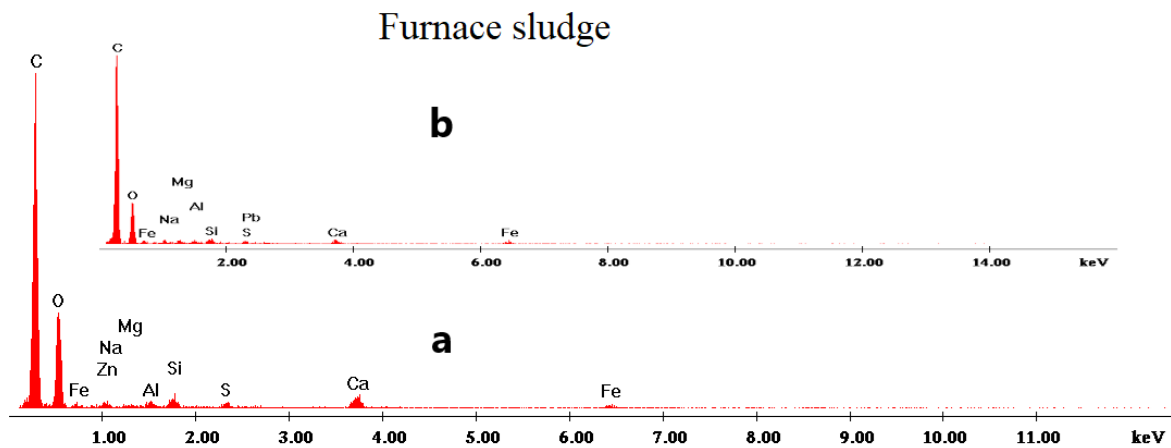 Furnace sludge
C
b
C
Mg
O
Al
Pb
Na
Fe
Si
S
Ca
Fe
2.00 4.00 6.00 8.00 10.00 12.00 14.00 keV
O
Mg
a
Na
Si
Zn
Fe
Al
S
Ca
Fe
1.00 2.00 3.00 4.00 5.00 6.00 7.00 8.00 9.00 10.00 11.00 keV